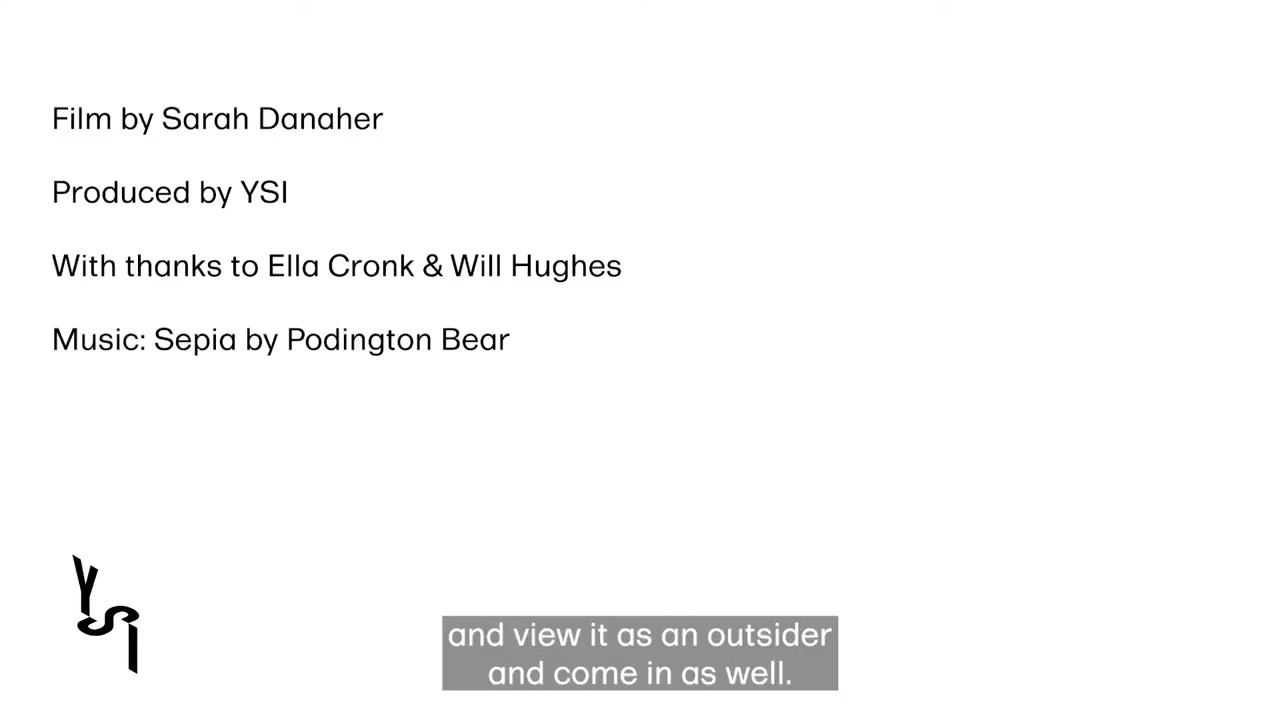 Film by Sarah Danaher
Produced by YSI
With thanks to Ella Cronk & Will Hughes
Music: Sepia by Podington Bear
YSI
and view it as an outsider
and come in as well.